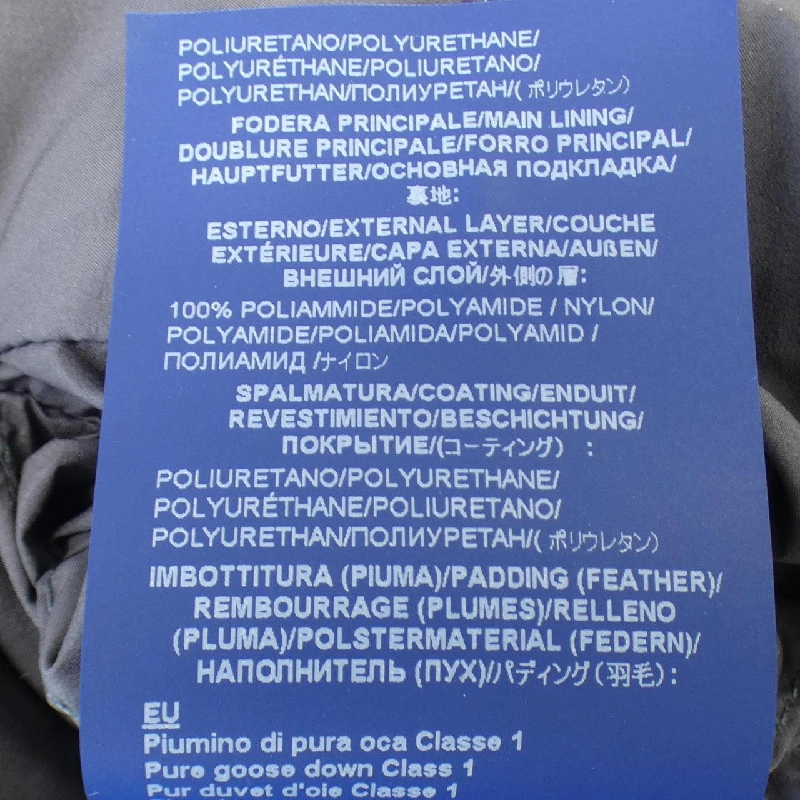 POLIURETANO/POLYURETHANE/
POLYURÉTHANE/POLIURETANO/
POLYURETHAN/ПОЛИУРЕТАН/( ポリウレタン)
FODERA PRINCIPALE/MAIN LINING/
DOUBLURE PRINCIPALE/FORRO PRINCIPAL/
HAUPTFUTTER/ОСНОВНАЯ ПОДКЛАДКА/
裏地:
ESTERNO/EXTERNAL LAYER/COUCHE
EXTÉRIEURE/CAPA EXTERNA/AUßEN/
ВНЕШНИЙ СЛОЙ/外側の層:
100% POLIAMMIDE/POLYAMIDE / NYLON/
POLYAMIDE/POLIAMIDA/POLYAMID /
ПОЛИАМИД /ナイロン
SPALMATURA/COATING/ENDUIT/
REVESTIMIENTO/BESCHICHTUNG/
ПОКРЫТИЕ/(コーティング) :
POLIURETANO/POLYURETHANE/
POLYURÉTHANE/POLIURETANO/
POLYURETHAN/ПОЛИУРЕТАН/( ポリウレタン)
IMBOTTITURA (PIUMA)/PADDING (FEATHER)/
REMBOURRAGE (PLUMES)/RELLENO
(PLUMA)/POLSTERMATERIAL (FEDERN)/
НАПОЛНИТЕЛЬ (ПУХ)/パディング(羽毛):
EU
Piumino di pura oca Classe 1
Pure goose down Class 1
Pur duvet d'oie Classe 1